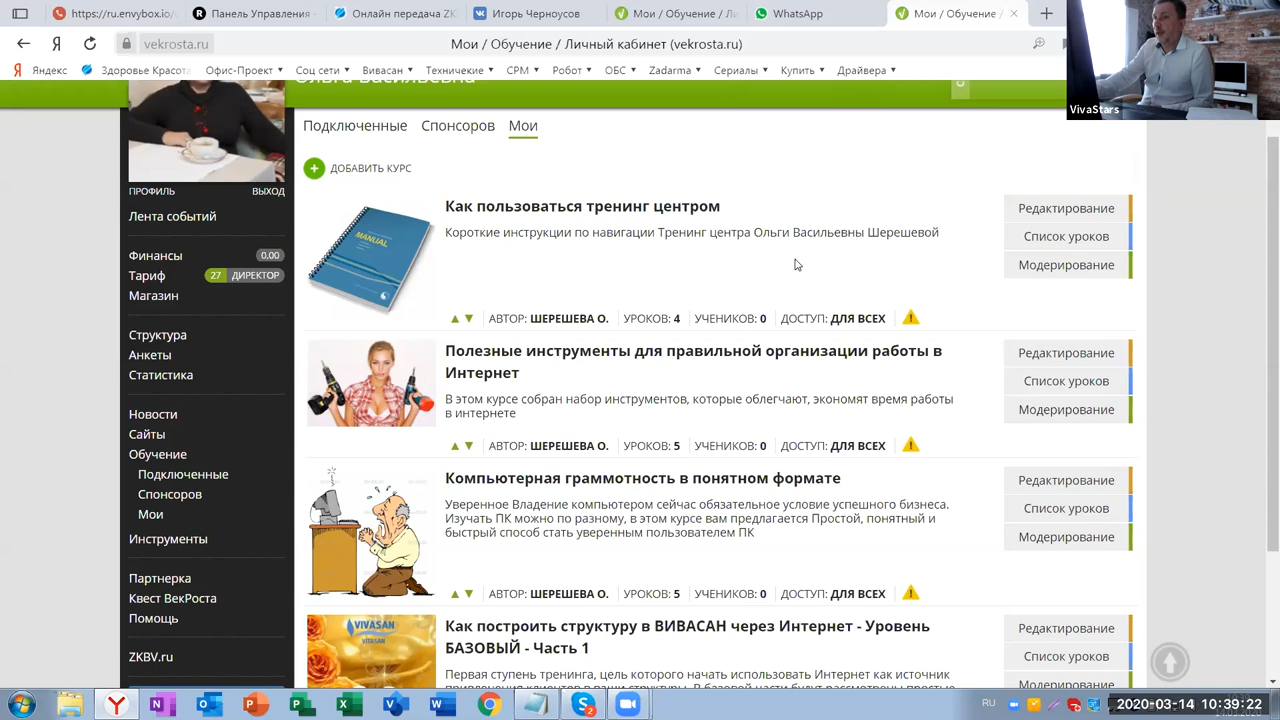 https://ru.envybox.io/
Панель Управления
Онлайн передача ZK
Игорь Черноусов
Мои / Обучение / Ли
WhatsApp
Мои / Обучение /
Я
vekrosta.ru
Мои / Обучение / Личный кабинет (vekrosta.ru)
Я Яндекс
Здоровье Красота
Офис-Проект
Соц сети
Вивасан
Техничекие
СРМ
Робот
ОБС
Zadarma
Сериалы
Купить
Драйвера
VivaStars
Подключенные Спонсоров Мои
ПРОФИЛЬ ВЫХОД
ДОБАВИТЬ КУРС
Лента событий
Финансы 0.00
Тариф 27 ДИРЕКТОР
Магазин
Структура
Анкеты
Статистика
Новости
Сайты
Обучение
Подключенные
Спонсоров
Мои
Инструменты
Партнерка
Квест ВекРоста
Помощь
ZKBV.ru
MANUAL
Как пользоваться тренинг центром
Короткие инструкции по навигации Тренинг центра Ольги Васильевны Шерешевой
АВТОР: ШЕРЕШЕВА О. УРОКОВ: 4 УЧЕНИКОВ: 0 ДОСТУП: ДЛЯ ВСЕХ
Редактирование
Список уроков
Модерирование
Полезные инструменты для правильной организации работы в
Интернет
В этом курсе собран набор инструментов, которые облегчают, экономят время работы
в интернете
АВТОР: ШЕРЕШЕВА О. УРОКОВ: 5 УЧЕНИКОВ: 0 ДОСТУП: ДЛЯ ВСЕХ
Редактирование
Список уроков
Модерирование
Компьютерная граммотность в понятном формате
Уверенное Владение компьютером сейчас обязательное условие успешного бизнеса.
Изучать ПК можно по разному, в этом курсе вам предлагается Простой, понятный и
быстрый способ стать уверенным пользователем ПК
АВТОР: ШЕРЕШЕВА О. УРОКОВ: 5 УЧЕНИКОВ: 0 ДОСТУП: ДЛЯ ВСЕХ
Редактирование
Список уроков
Модерирование
VIVASAN
Как построить структуру в ВИВАСАН через Интернет - Уровень
БАЗОВЫЙ - Часть 1
Первая ступень тренинга, цель которого начать использовать Интернет как источник
Редактирование
Список уроков
Модерирование
RU
2020-03-14 10:39:22